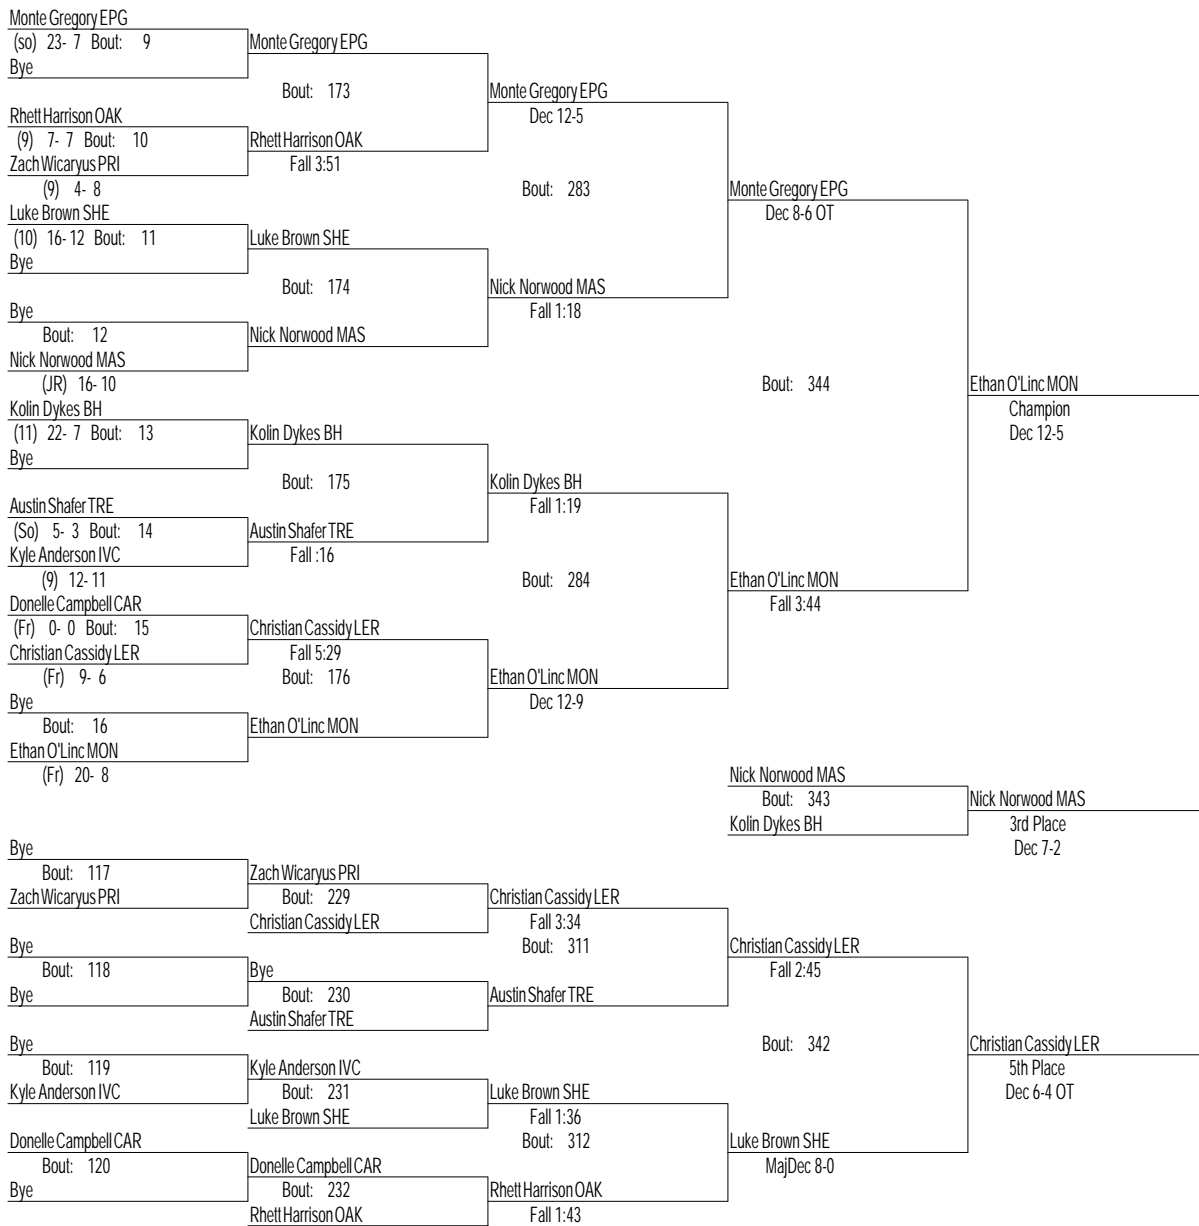 Monte Gregory EPG
(so) 23- 7 Bout: 9
Bye
Monte Gregory EPG
Bout: 173
Rhett Harrison OAK
(9) 7- 7 Bout: 10
Zach Wicaryus PRI
(9) 4- 8
Rhett Harrison OAK
Fall 3:51
Monte Gregory EPG
Dec 12-5
Bout: 283
Luke Brown SHE
(10) 16- 12 Bout: 11
Bye
Luke Brown SHE
Bout: 174
Bye
Bout: 12
Nick Norwood MAS
(JR) 16- 10
Nick Norwood MAS
Nick Norwood MAS
Fall 1:18
Monte Gregory EPG
Dec 8-6 OT
Bout: 344
Kolin Dykes BH
(11) 22- 7 Bout: 13
Bye
Kolin Dykes BH
Bout: 175
Austin Shafer TRE
(So) 5- 3 Bout: 14
Kyle Anderson IVC
(9) 12- 11
Austin Shafer TRE
Fall :16
Kolin Dykes BH
Fall 1:19
Bout: 284
Donelle Campbell CAR
(Fr) 0- 0 Bout: 15
Christian Cassidy LER
(Fr) 9- 6
Christian Cassidy LER
Fall 5:29
Bout: 176
Bye
Bout: 16
Ethan O'Linc MON
(Fr) 20- 8
Ethan O'Linc MON
Ethan O'Linc MON
Dec 12-9
Ethan O'Linc MON
Fall 3:44
Ethan O'Linc MON
Champion
Dec 12-5
Nick Norwood MAS
Bout: 343
Kolin Dykes BH
Nick Norwood MAS
3rd Place
Dec 7-2
Bye
Bout: 117
Zach Wicaryus PRI
Zach Wicaryus PRI
Bout: 229
Christian Cassidy LER
Christian Cassidy LER
Fall 3:34
Bout: 311
Bye
Bout: 118
Bye
Bye
Bout: 230
Austin Shafer TRE
Austin Shafer TRE
Christian Cassidy LER
Fall 2:45
Bout: 342
Bye
Bout: 119
Kyle Anderson IVC
Kyle Anderson IVC
Bout: 231
Luke Brown SHE
Luke Brown SHE
Fall 1:36
Bout: 312
Donelle Campbell CAR
Bout: 120
Bye
Donelle Campbell CAR
Bout: 232
Rhett Harrison OAK
Rhett Harrison OAK
Fall 1:43
Luke Brown SHE
MajDec 8-0
Christian Cassidy LER
5th Place
Dec 6-4 OT